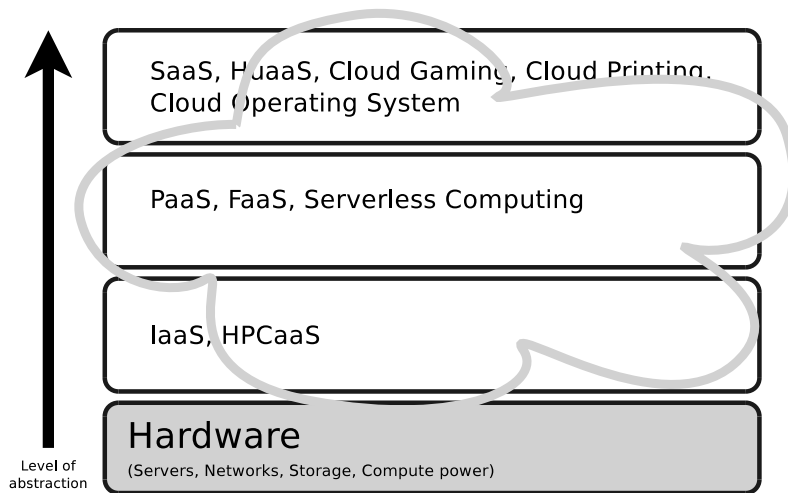 SaaS, HuaaS, Cloud Gaming, Cloud Printing,
Cloud Operating System
PaaS, FaaS, Serverless Computing
IaaS, HPCaaS
Hardware
(Servers, Networks, Storage, Compute power)
Level of
abstraction